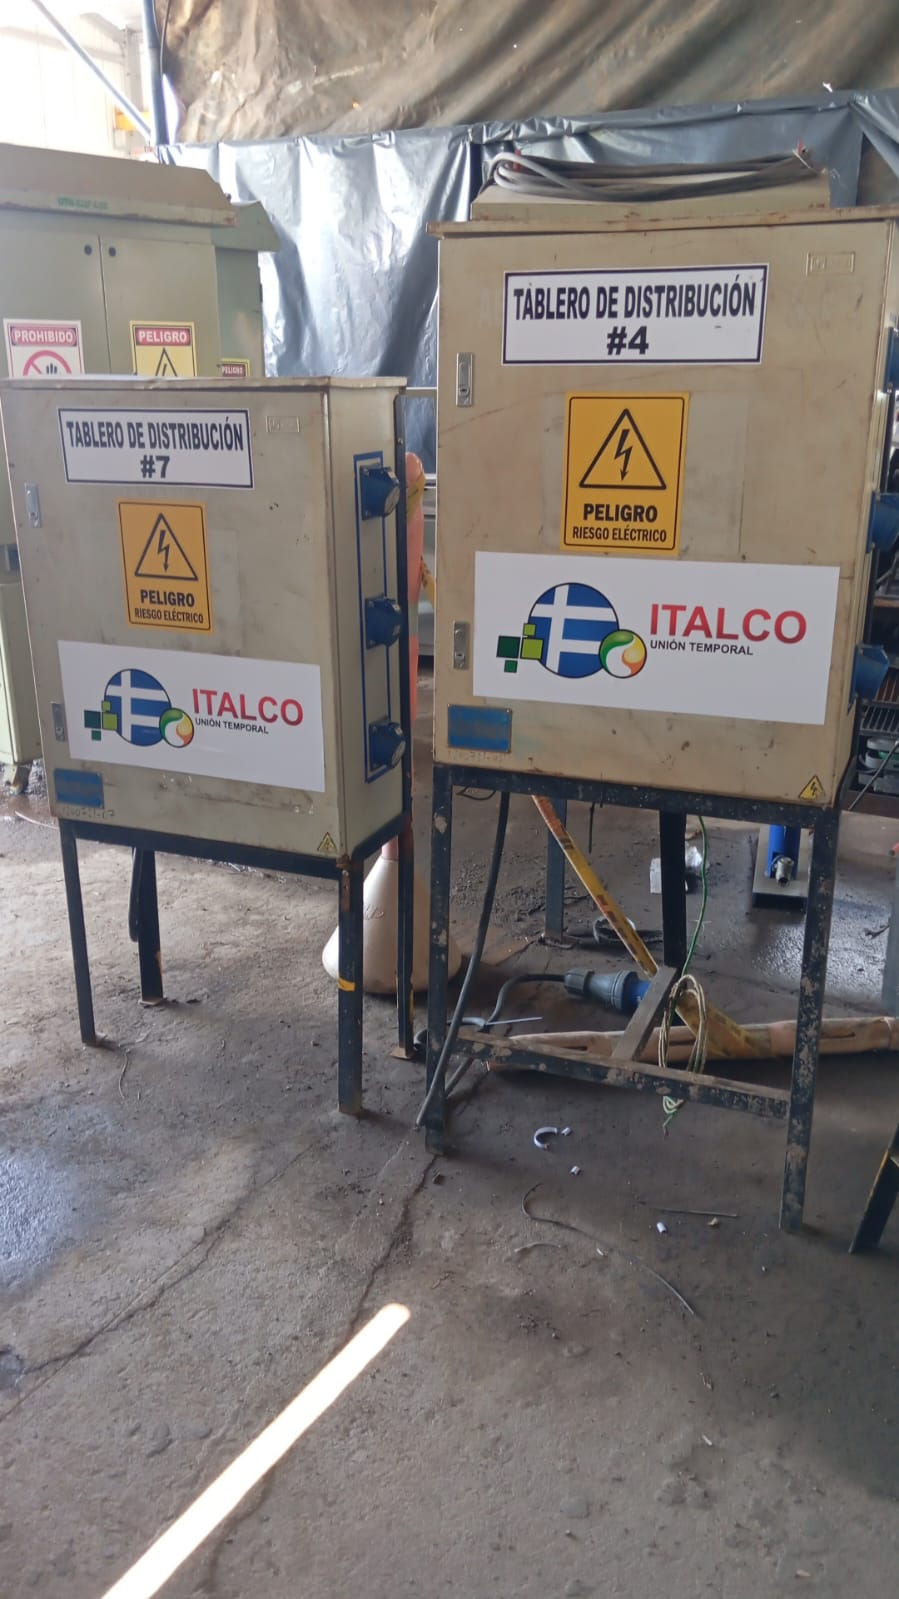 PROHIBIDO
PELIGRO
PELIGRO
TABLERO DE DISTRIBUCIÓN
#7
PELIGRO
RIESGO ELÉCTRICO
ITALCO
UNIÓN TEMPORAL
TABLERO DE DISTRIBUCIÓN
#4
PELIGRO
RIESGO ELÉCTRICO
ITALCO
UNIÓN TEMPORAL